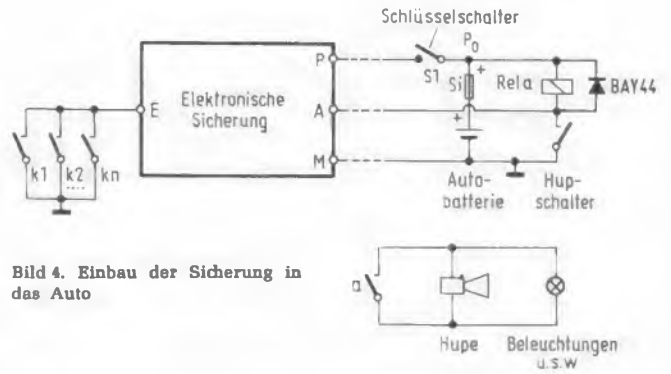 Schlüsselschalter
P
S1
P₀
+
Si
Rel a
BAY44
E
Elektronische
Sicherung
A
+
k1
k2
kn
M
Auto-
batterie
Hup-
schalter
Bild 4. Einbau der Sicherung in
das Auto
a
Hupe
Beleuchtungen
u.s.w